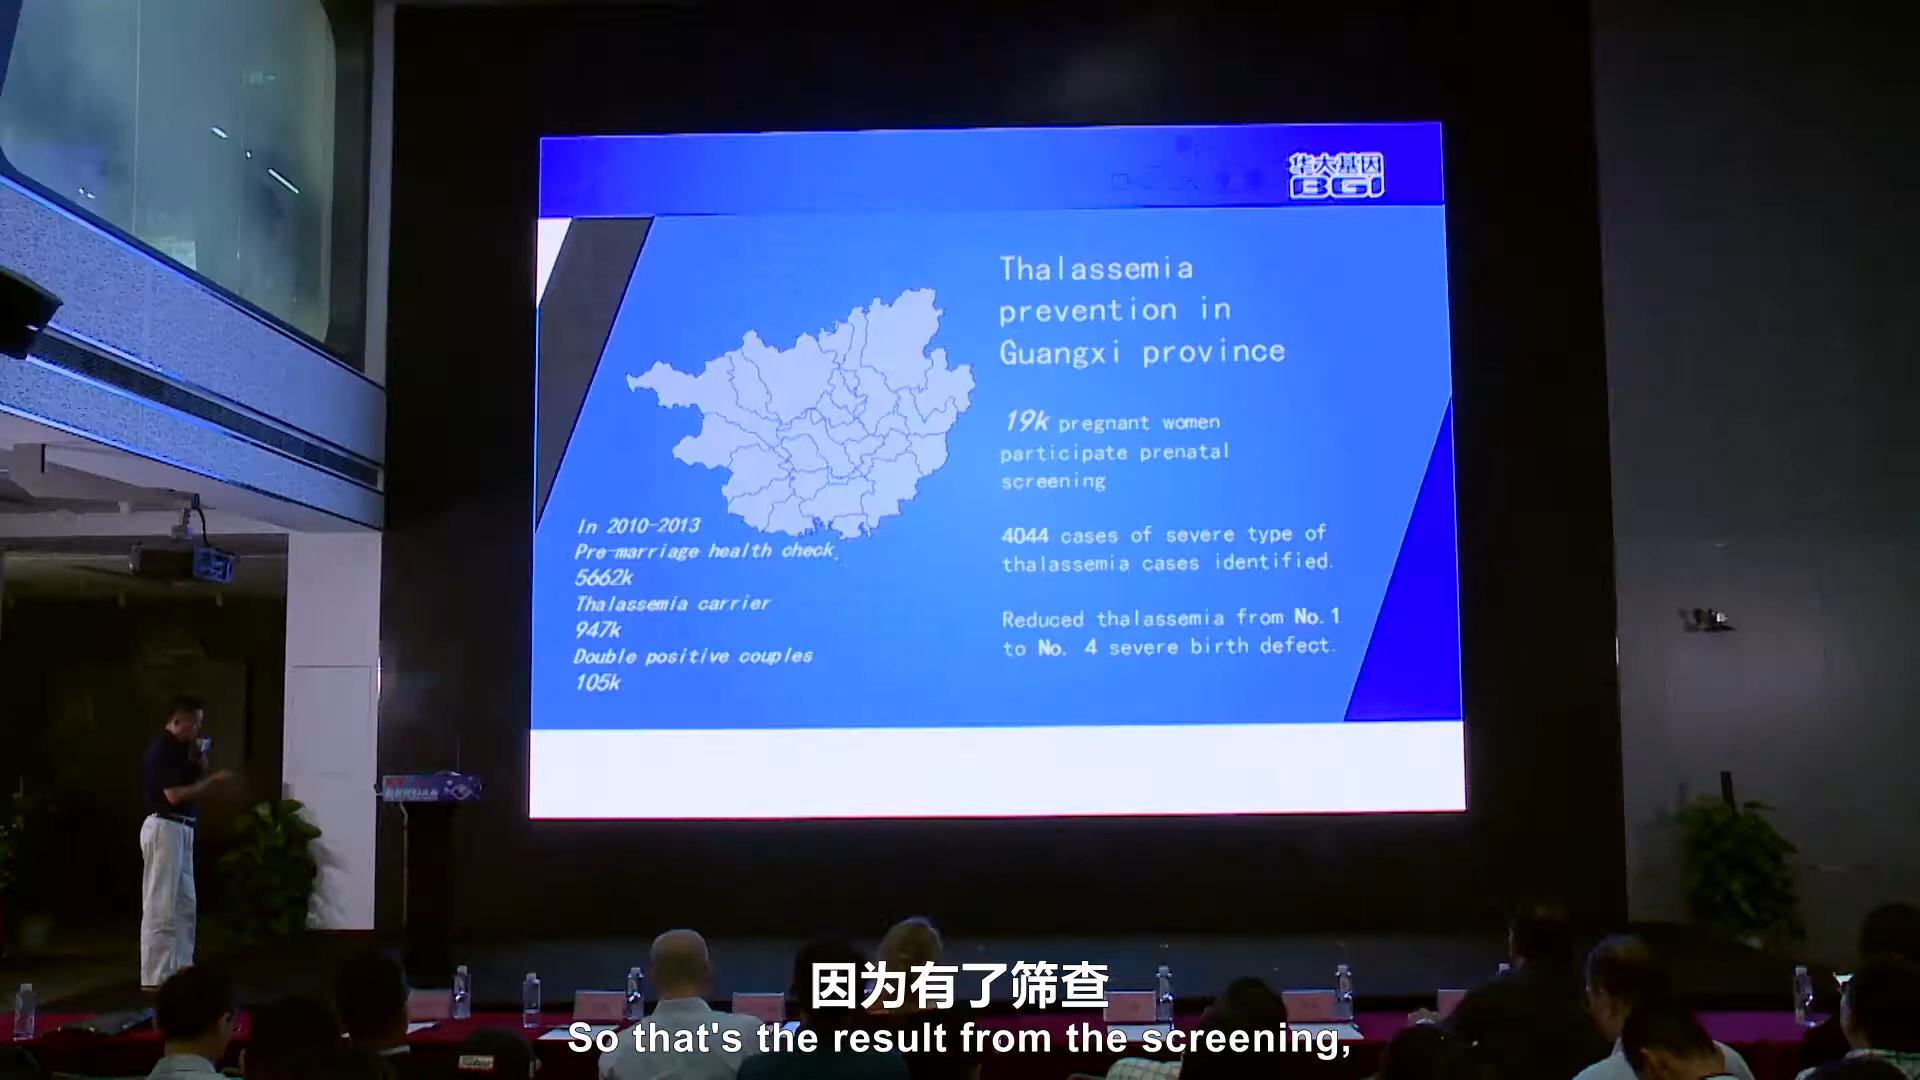 华大基因
BGI
Thalassemia
prevention in
Guangxi province
19k pregnant women
participate prenatal
screening
4044 cases of severe type of
thalassemia cases identified.
Reduced thalassemia from No.1
to No. 4 severe birth defect.
In 2010-2013
Pre-marriage health check
5662k
Thalassemia carrier
947k
Double positive couples
105k
因为有了筛查
So that's the result from the screening,